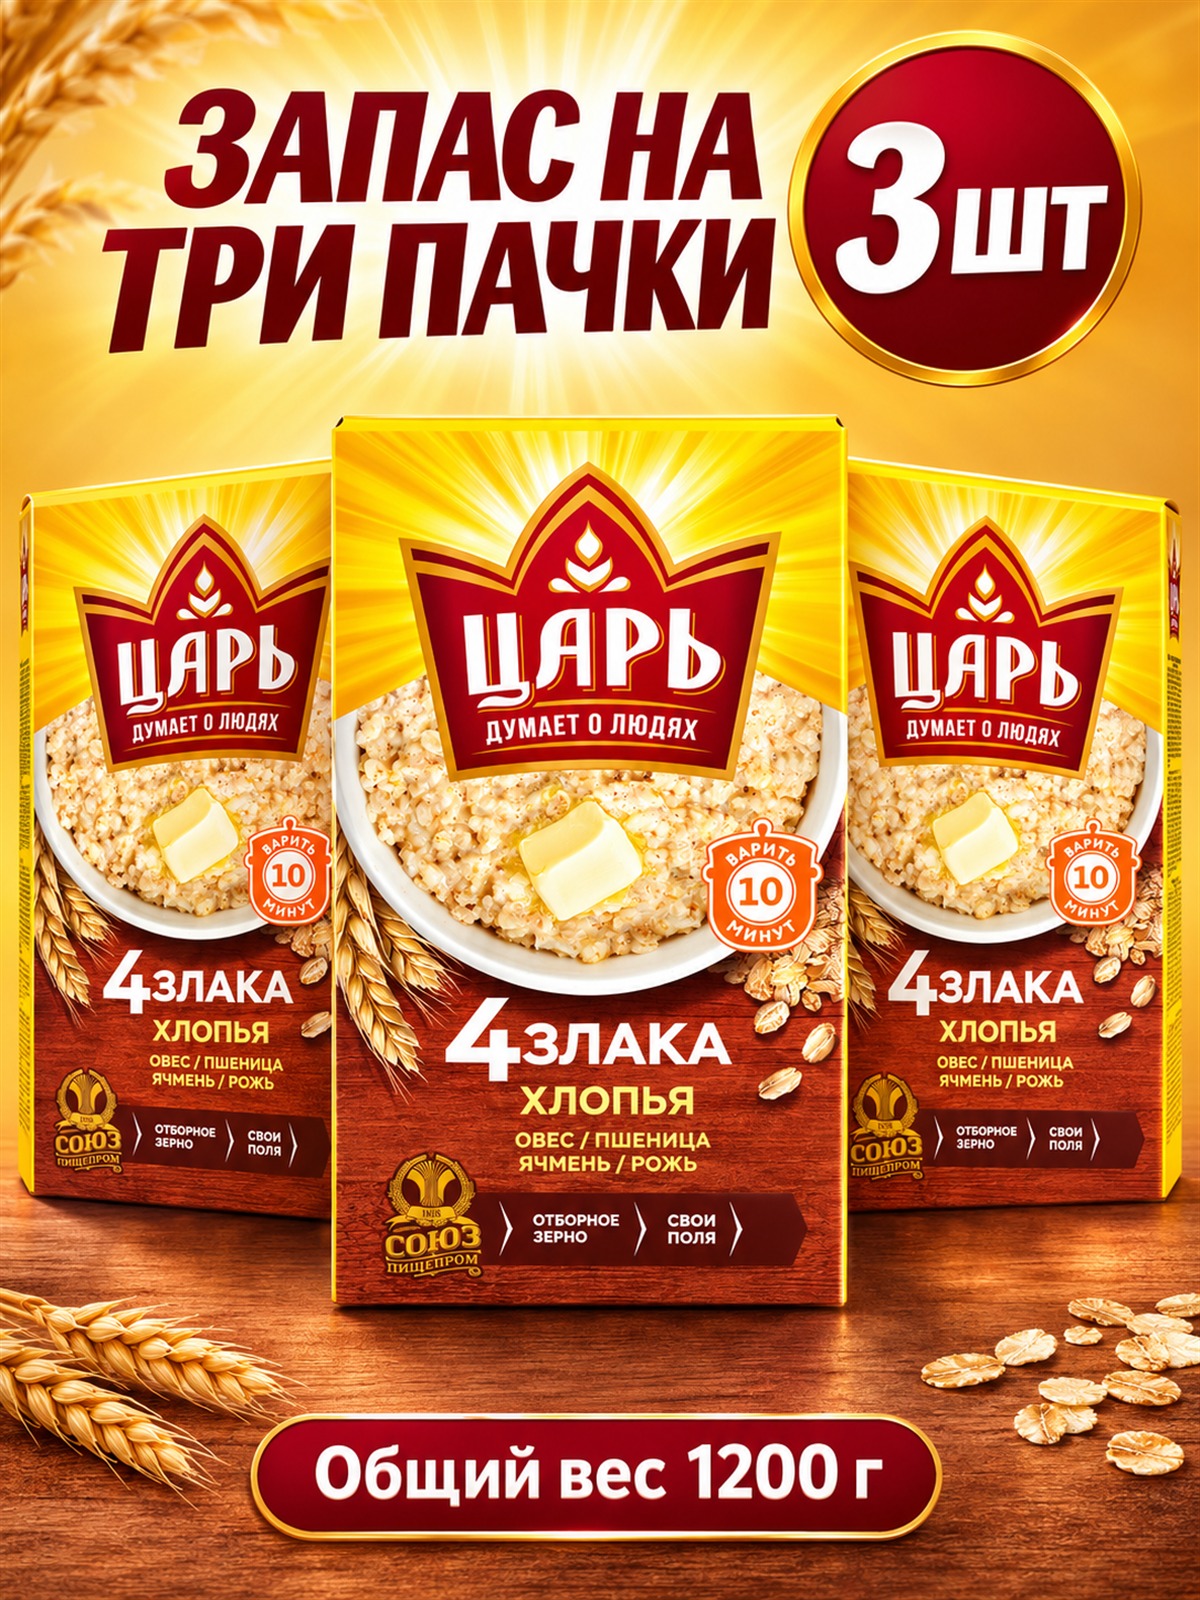 ЗАПАС НА
ТРИ ПАЧКИ
3 шт
ЦАРЬ
ДУМАЕТ О ЛЮДЯХ
ВАРИТЬ
10
МИНУТ
4 ЗЛАКА
ХЛОПЬЯ
ОВЕС / ПШЕНИЦА
ЯЧМЕНЬ / РОЖЬ
СОЮЗ
ПИЩЕПРОМ
ОТБОРНОЕ
ЗЕРНО
СВОИ
ПОЛЯ
ЦАРЬ
ДУМАЕТ О ЛЮДЯХ
ВАРИТЬ
10
МИНУТ
4 ЗЛАКА
ХЛОПЬЯ
ОВЕС / ПШЕНИЦА
ЯЧМЕНЬ / РОЖЬ
СОЮЗ
ПИЩЕПРОМ
ОТБОРНОЕ
ЗЕРНО
СВОИ
ПОЛЯ
ЦАРЬ
ДУМАЕТ О ЛЮДЯХ
ВАРИТЬ
10
МИНУТ
4 ЗЛАКА
ХЛОПЬЯ
ОВЕС / ПШЕНИЦА
ЯЧМЕНЬ / РОЖЬ
СОЮЗ
ПИЩЕПРОМ
ОТБОРНОЕ
ЗЕРНО
СВОИ
ПОЛЯ
Общий вес 1200 г